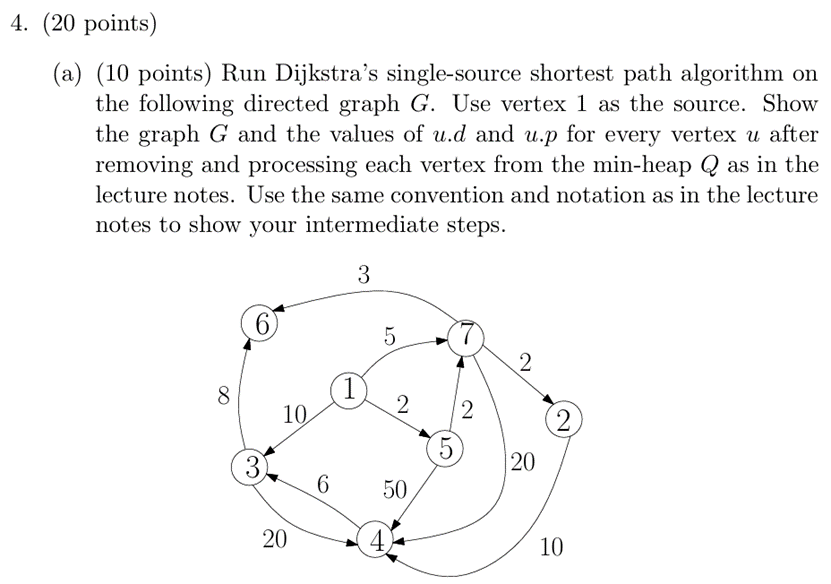 4. (20 points)
(a) (10 points) Run Dijkstra's single-source shortest path algorithm on
the following directed graph G. Use vertex 1 as the source. Show
the graph G and the values of u.d and u.p for every vertex u after
removing and processing each vertex from the min-heap Q as in the
lecture notes. Use the same convention and notation as in the lecture
notes to show your intermediate steps.
3
6
5
7
2
8
1
10
2
2
2
3
5
6
50
20
20
4
10